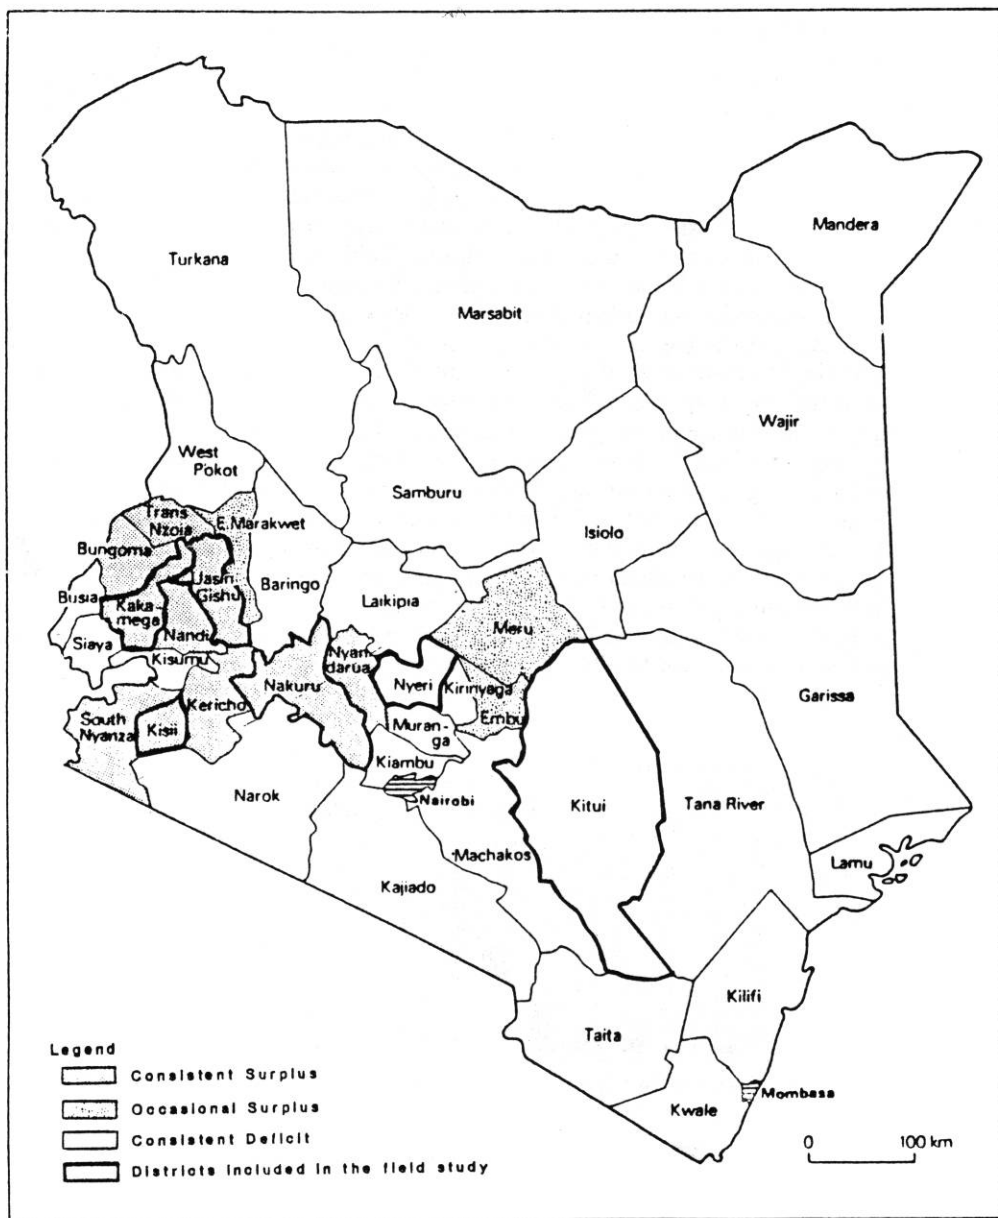 Mandera
Turkana
Marsabit
Wajir
West
Pokot
Samburu
Trans
Nzoia
E.Marakwet
Isiolo
Bungoma
Uasin
Gishu
Baringo
Laikipia
Busia
Kaka-
mega
Meru
Siaya
Nandi
Nyan-
darua
Kisumu
Nyeri
Kirinyaga
Garissa
Nakuru
Kericho
South
Nyanza
Kisii
Embu
Muran-
ga
Kiambu
Narok
Nairobi
Kitui
Tana River
Machakos
Lamu
Kajiado
Kilifi
Taita
Mombasa
Kwale
Legend
Consistent Surplus
Occasional Surplus
Consistent Deficit
Districts included in the field study
0 100 km